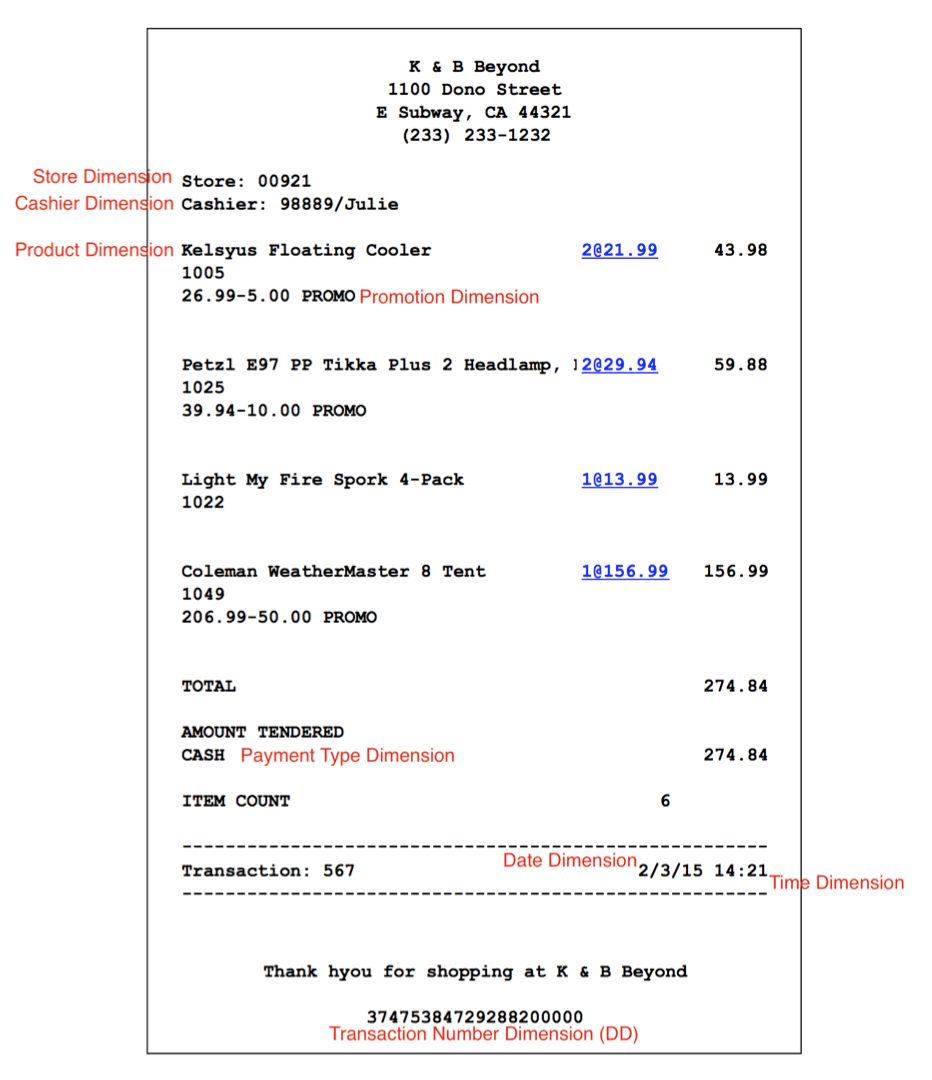 K & B Beyond
1100 Dono Street
E Subway, CA 44321
(233) 233-1232
Store Dimension Store: 00921
Cashier Dimension Cashier: 98889/Julie
Product Dimension Kelsyus Floating Cooler 2@21.99 43.98
1005
26.99-5.00 PROMO Promotion Dimension
Petzl E97 PP Tikka Plus 2 Headlamp, 2@29.94 59.88
1025
39.94-10.00 PROMO
Light My Fire Spork 4-Pack 1@13.99 13.99
1022
Coleman WeatherMaster 8 Tent 1@156.99 156.99
1049
206.99-50.00 PROMO
TOTAL 274.84
AMOUNT TENDERED
CASH Payment Type Dimension 274.84
ITEM COUNT 6
Transaction: 567 Date Dimension 2/3/15 14:21 Time Dimension
Thank hyou for shopping at K & B Beyond
37475384729288200000
Transaction Number Dimension (DD)